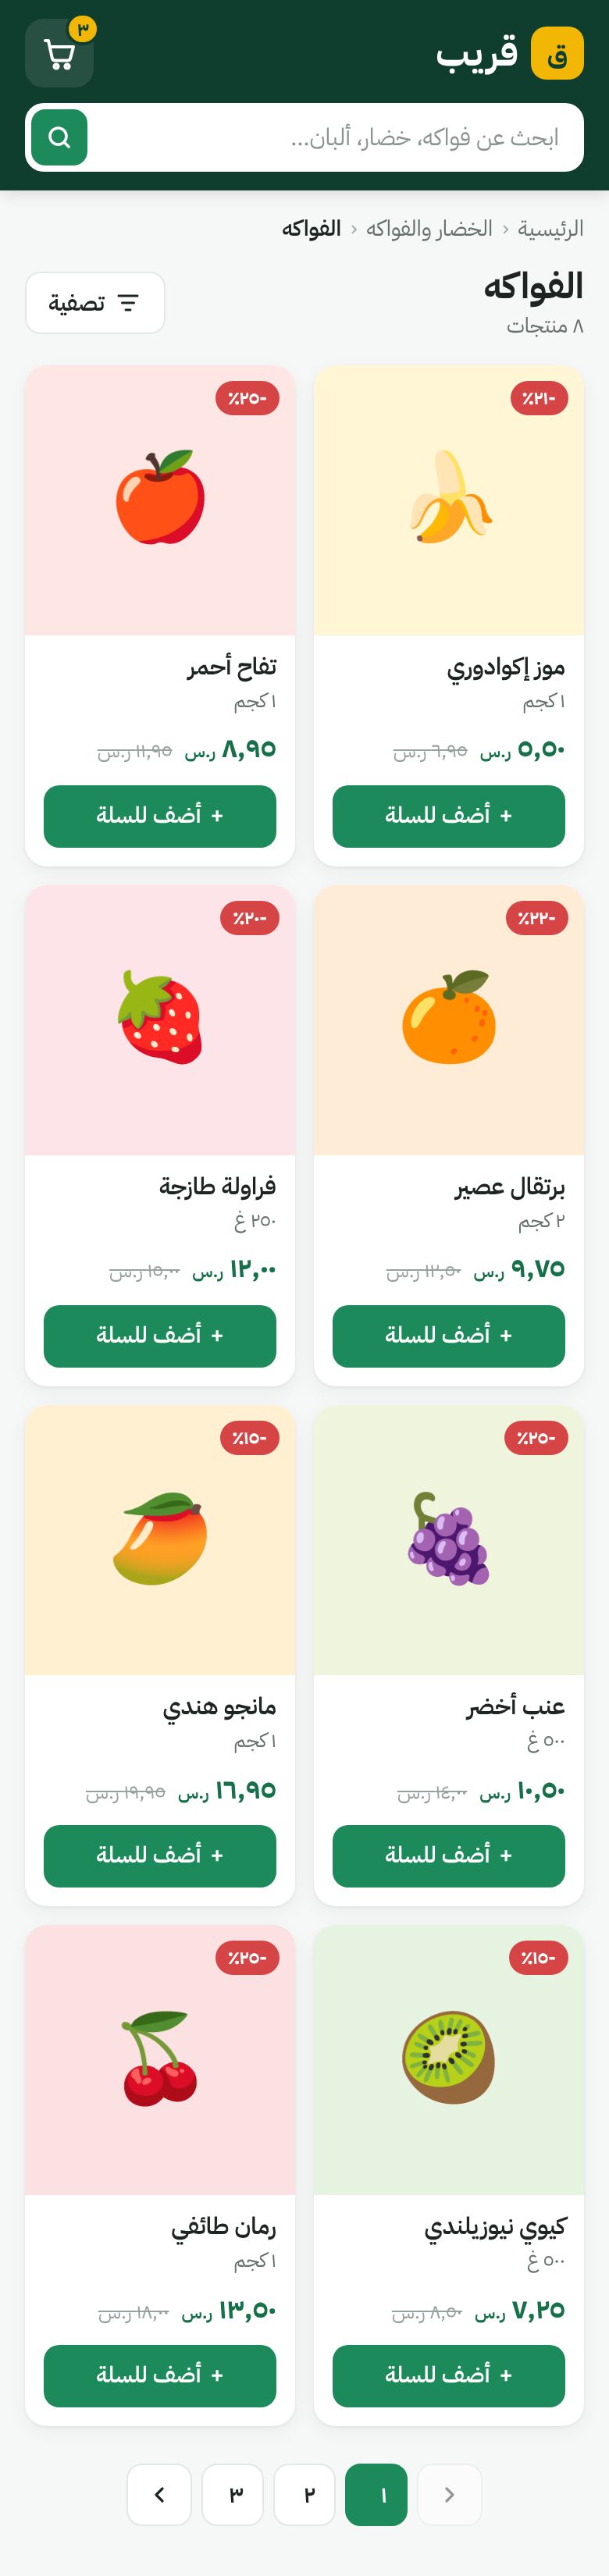 ق قريب ٣
ابحث عن فواكه، خضار، ألبان...
الرئيسية ‹ الخضار والفواكه ‹ الفواكه
الفواكه
٨ منتجات
تصفية
-٢١٪
موز إكوادوري
١ كجم
٥,٥٠ ر.س ٦,٩٥ ر.س
+ أضف للسلة
-٢٥٪
تفاح أحمر
١ كجم
٨,٩٥ ر.س ١١,٩٥ ر.س
+ أضف للسلة
-٢٢٪
برتقال عصير
٢ كجم
٩,٧٥ ر.س ١٢,٥٠ ر.س
+ أضف للسلة
-٢٠٪
فراولة طازجة
٢٥٠ غ
١٢,٠٠ ر.س ١٥,٠٠ ر.س
+ أضف للسلة
-٢٥٪
عنب أخضر
٥٠٠ غ
١٠,٥٠ ر.س ١٤,٠٠ ر.س
+ أضف للسلة
-١٥٪
مانجو هندي
١ كجم
١٦,٩٥ ر.س ١٩,٩٥ ر.س
+ أضف للسلة
-١٥٪
كيوي نيوزيلندي
٥٠٠ غ
٧,٢٥ ر.س ٨,٥٠ ر.س
+ أضف للسلة
-٢٥٪
رمان طائفي
١ كجم
١٣,٥٠ ر.س ١٨,٠٠ ر.س
+ أضف للسلة
١ ٢ ٣